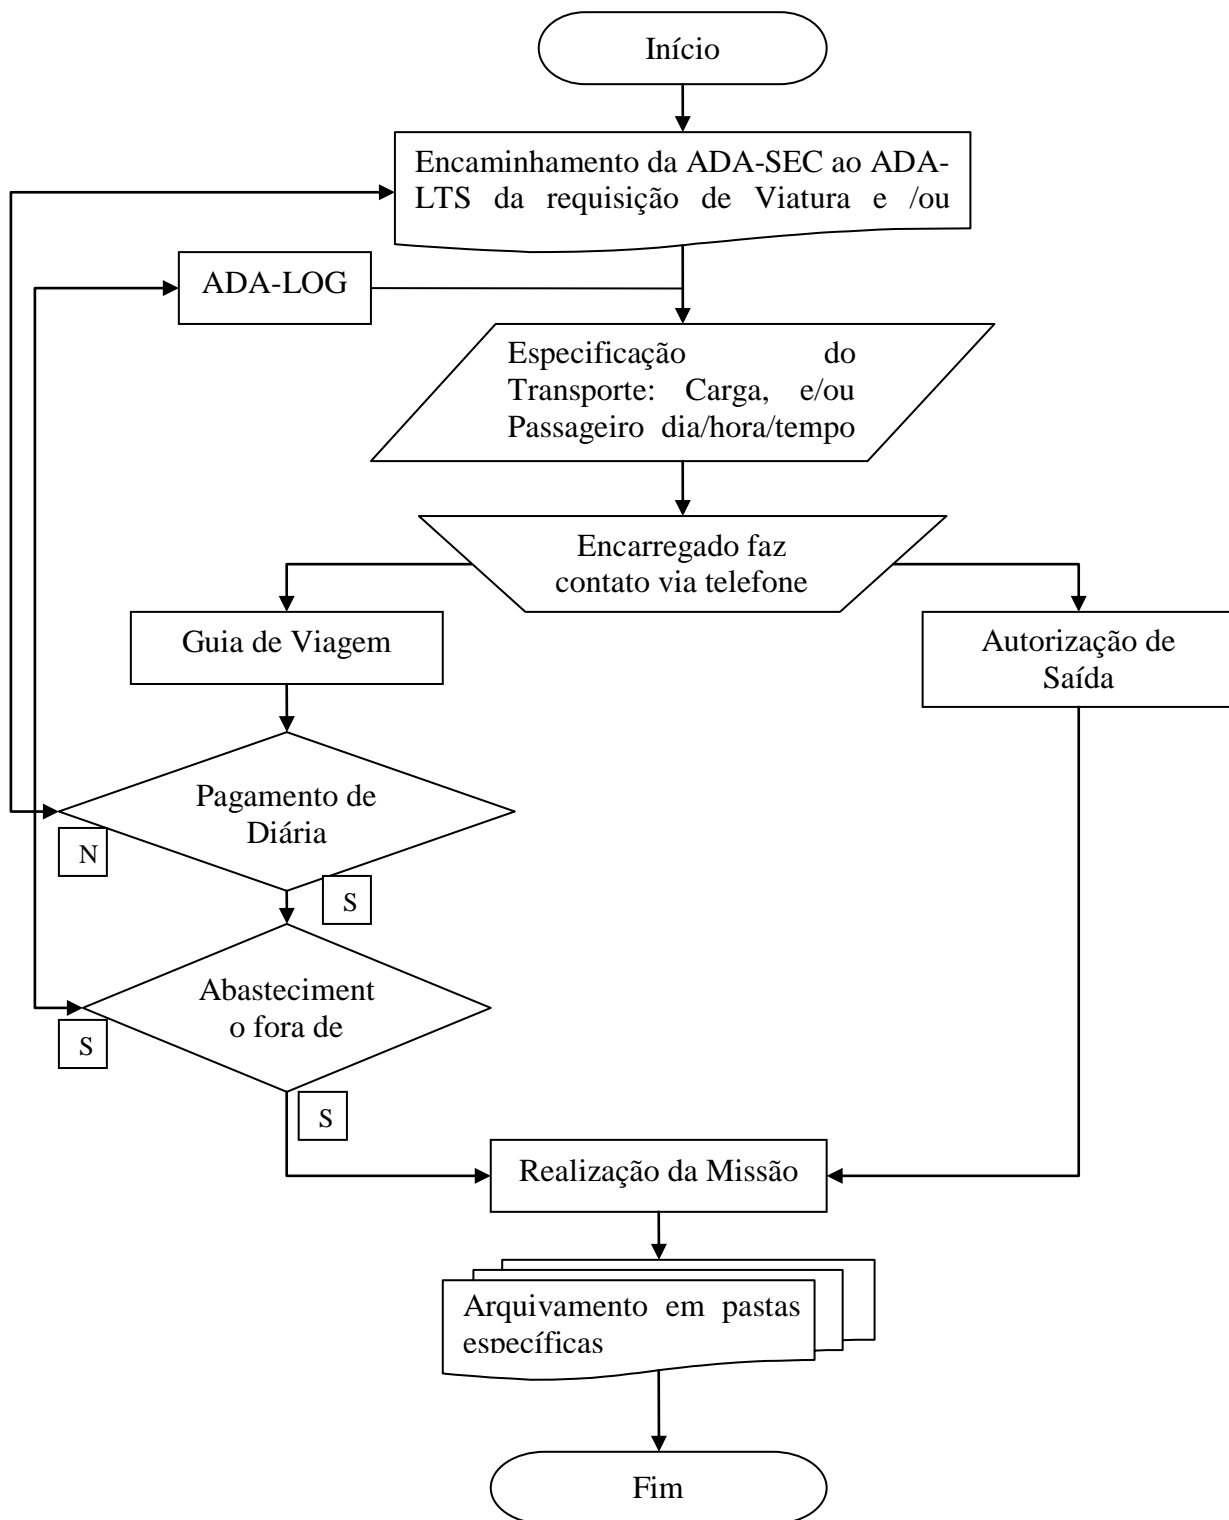 Início
Encaminhamento da ADA-SEC ao ADA-
LTS da requisição de Viatura e /ou
ADA-LOG
Especificação do
Transporte: Carga, e/ou
Passageiro dia/hora/tempo
Encarregado faz
contato via telefone
Guia de Viagem
Autorização de
Saída
Pagamento de
Diária
N
S
Abasteciment
o fora de
S
S
Realização da Missão
Arquivamento em pastas
específicas
Fim